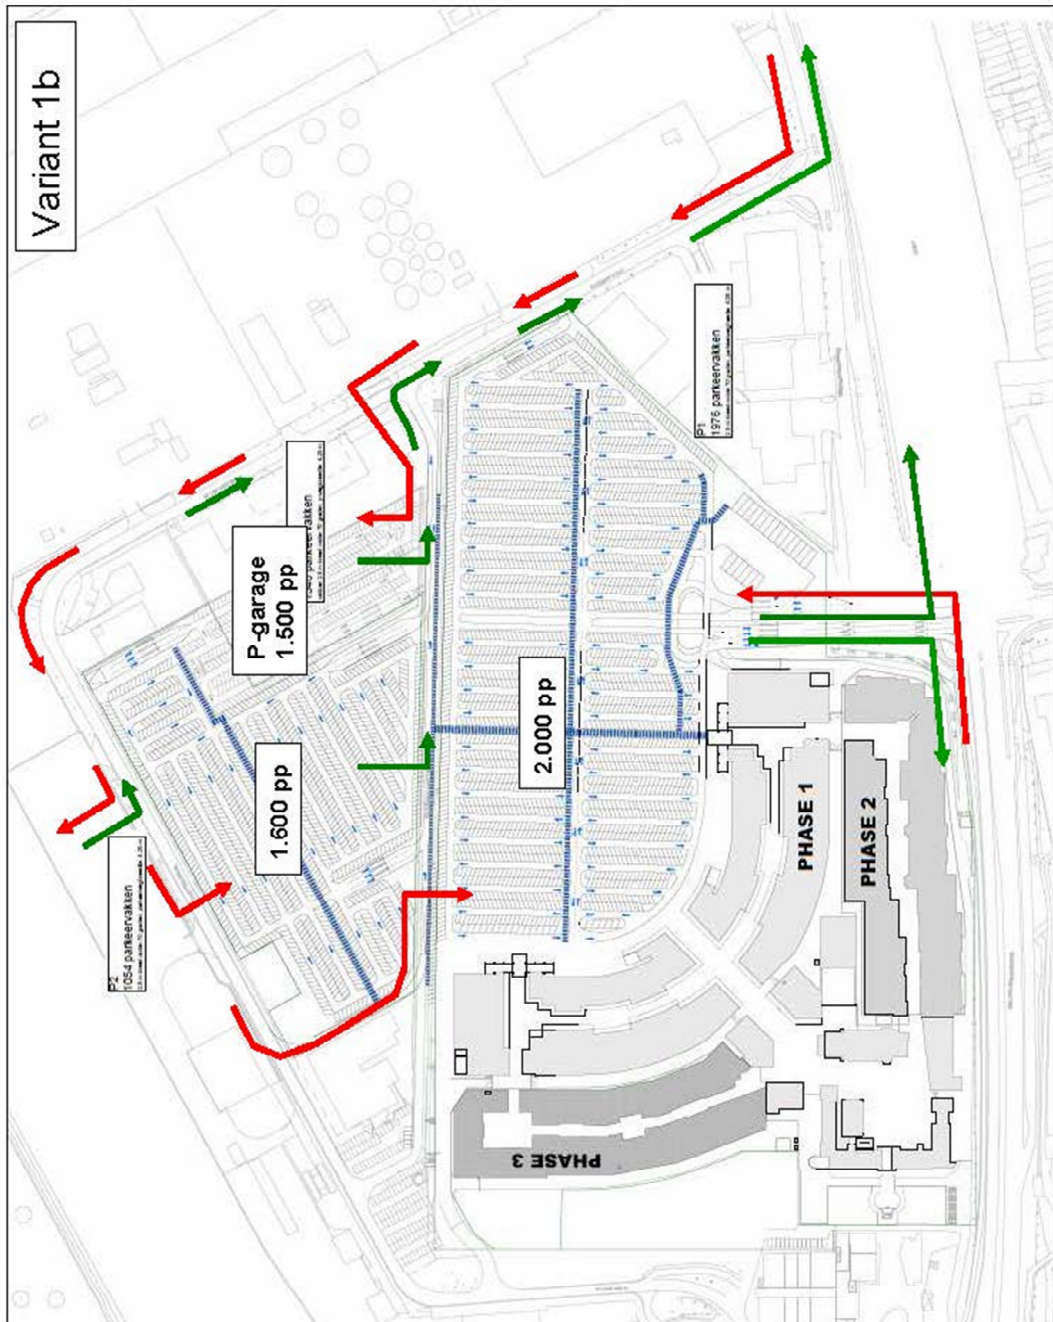 Variant 1b
P-garage
1.500 pp
parkeervakken
1.600 pp
2.000 pp
P1
1976 parkeervakken
P2
1054 parkeervakken
PHASE 1
PHASE 2
PHASE 3